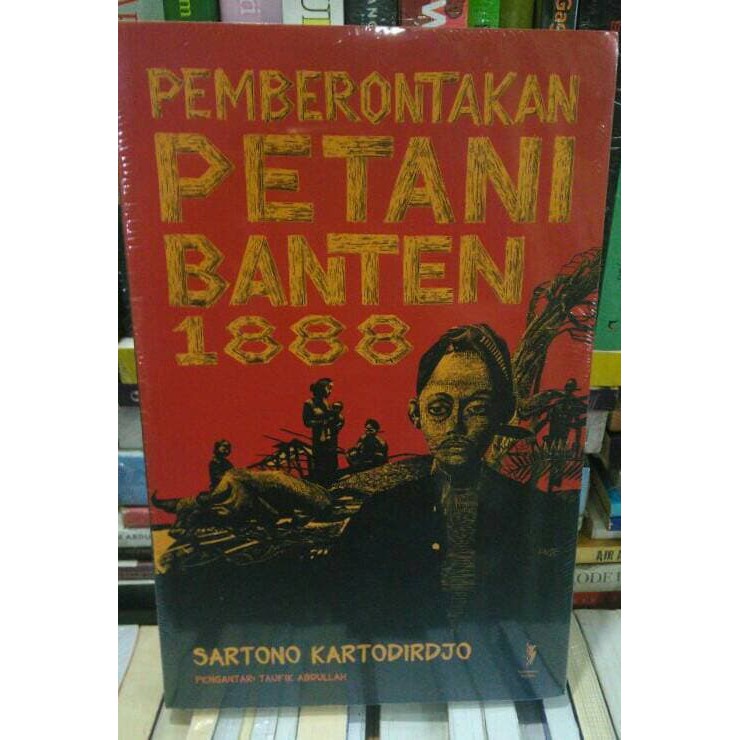 PEMBERONTAKAN
PETANI
BANTEN
1888
SARTONO KARTODIRDJO
PENGANTAR: TAUFIK ABDULLAH